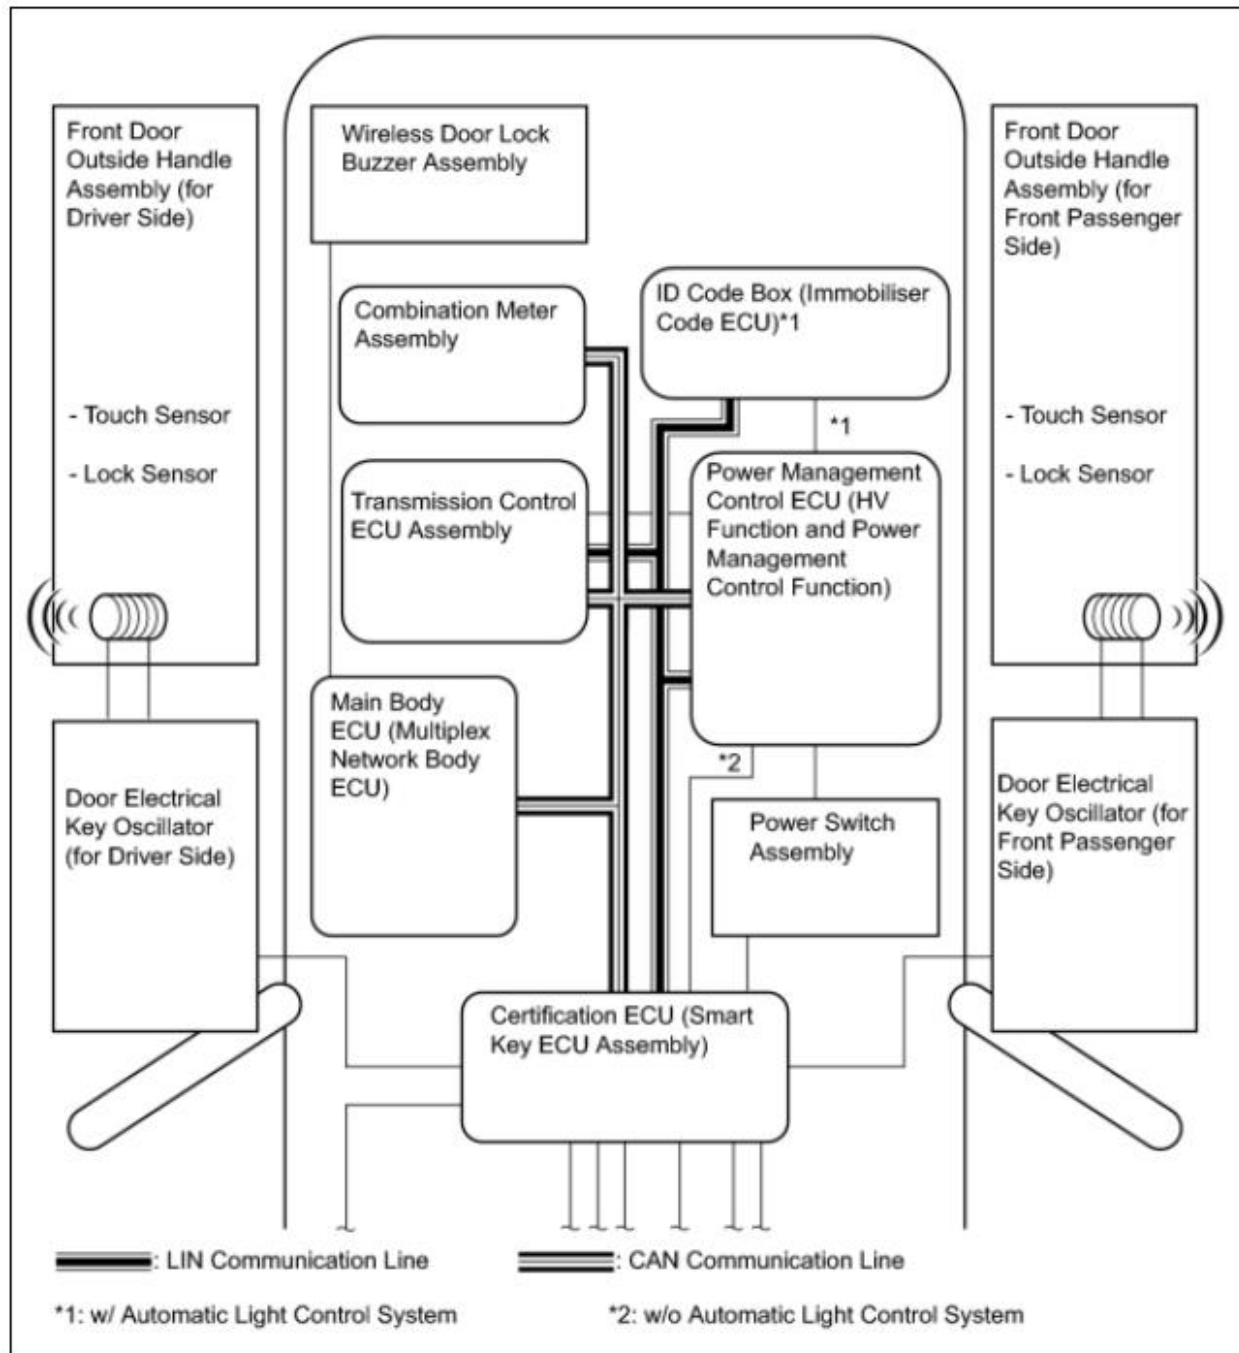 Front Door
Outside Handle
Assembly (for
Driver Side)
- Touch Sensor
- Lock Sensor
Wireless Door Lock
Buzzer Assembly
Front Door
Outside Handle
Assembly (for
Front Passenger
Side)
- Touch Sensor
- Lock Sensor
Combination Meter
Assembly
ID Code Box (Immobiliser
Code ECU)*1
*1
Transmission Control
ECU Assembly
Power Management
Control ECU (HV
Function and Power
Management
Control Function)
Main Body
ECU (Multiplex
Network Body
ECU)
*2
Power Switch
Assembly
Door Electrical
Key Oscillator
(for Driver Side)
Door Electrical
Key Oscillator (for
Front Passenger
Side)
Certification ECU (Smart
Key ECU Assembly)
: LIN Communication Line
: CAN Communication Line
*1: w/ Automatic Light Control System
*2: w/o Automatic Light Control System